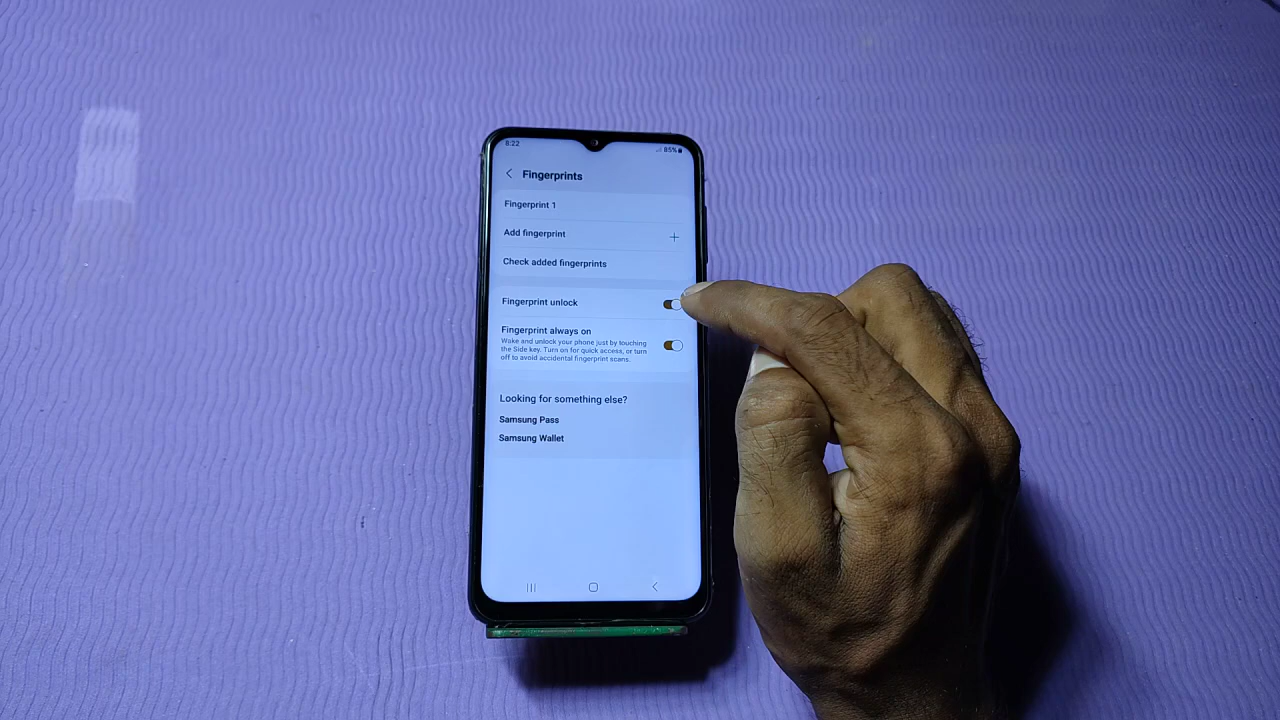 8:22
85%
Fingerprints
Fingerprint 1
Add fingerprint
Check added fingerprints
Fingerprint unlock
Fingerprint always on
Wake and unlock your phone just by touching
the Side key. Turn on for quick access, or turn
off to avoid accidental fingerprint scans.
Looking for something else?
Samsung Pass
Samsung Wallet